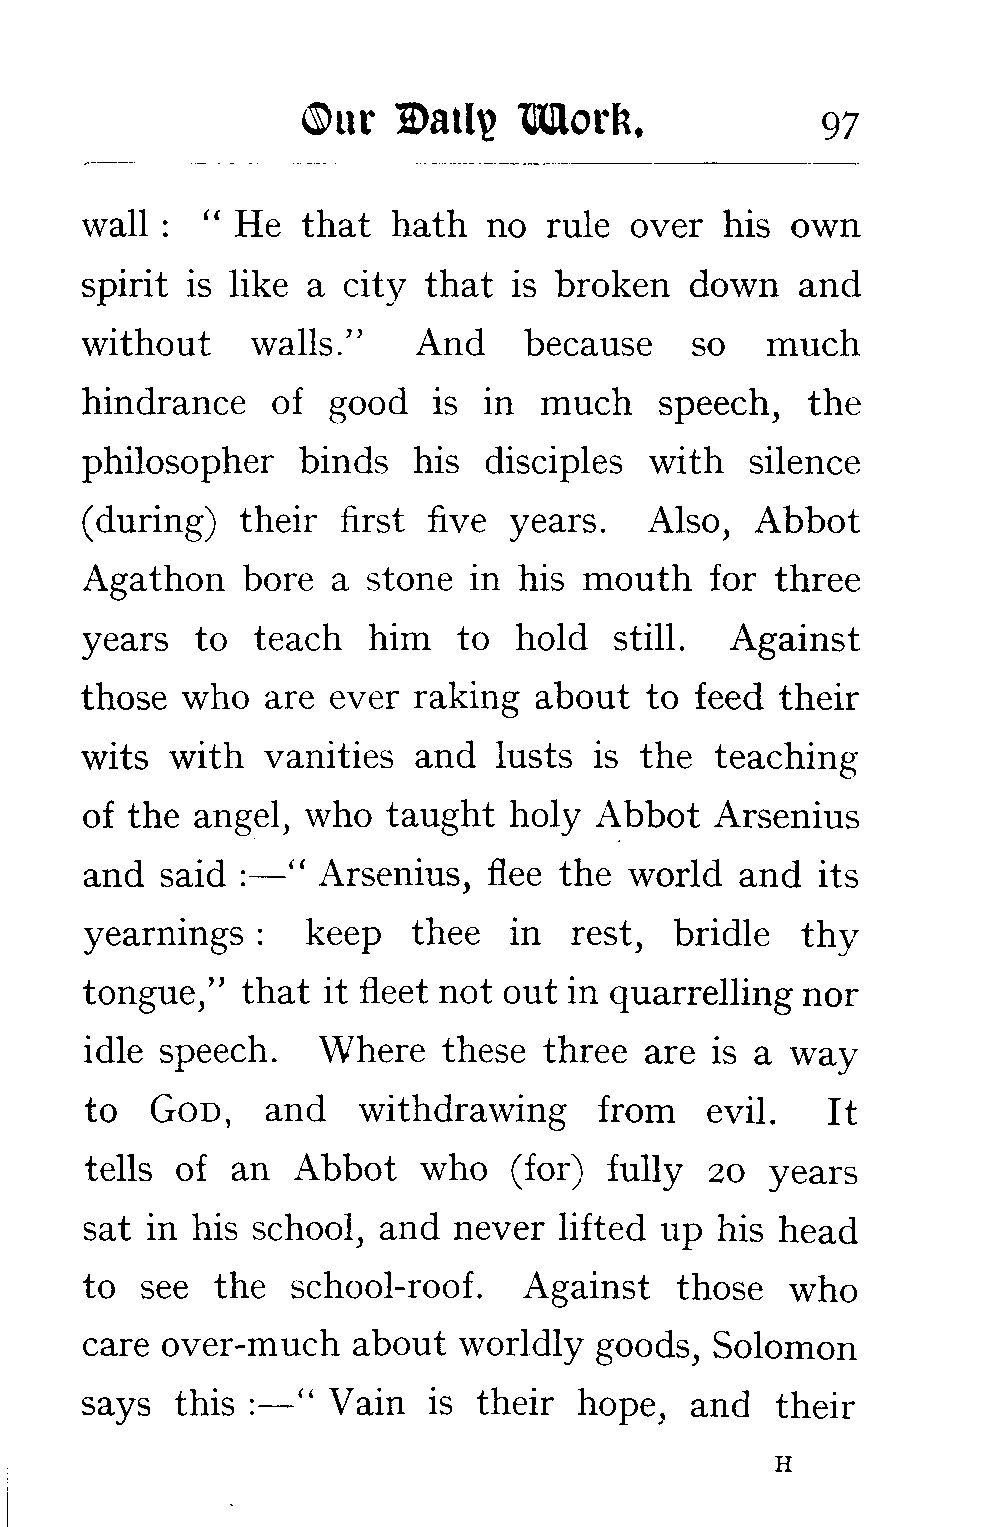 Our Daily Work. 97
wall : “ He that hath no rule over his own
spirit is like a city that is broken down and
without walls.” And because so much
hindrance of good is in much speech, the
philosopher binds his disciples with silence
(during) their first five years. Also, Abbot
Agathon bore a stone in his mouth for three
years to teach him to hold still. Against
those who are ever raking about to feed their
wits with vanities and lusts is the teaching
of the angel, who taught holy Abbot Arsenius
and said :—“ Arsenius, flee the world and its
yearnings : keep thee in rest, bridle thy
tongue,” that it fleet not out in quarrelling nor
idle speech. Where these three are is a way
to GOD, and withdrawing from evil. It
tells of an Abbot who (for) fully 20 years
sat in his school, and never lifted up his head
to see the school-roof. Against those who
care over-much about worldly goods, Solomon
says this :—“ Vain is their hope, and their
H